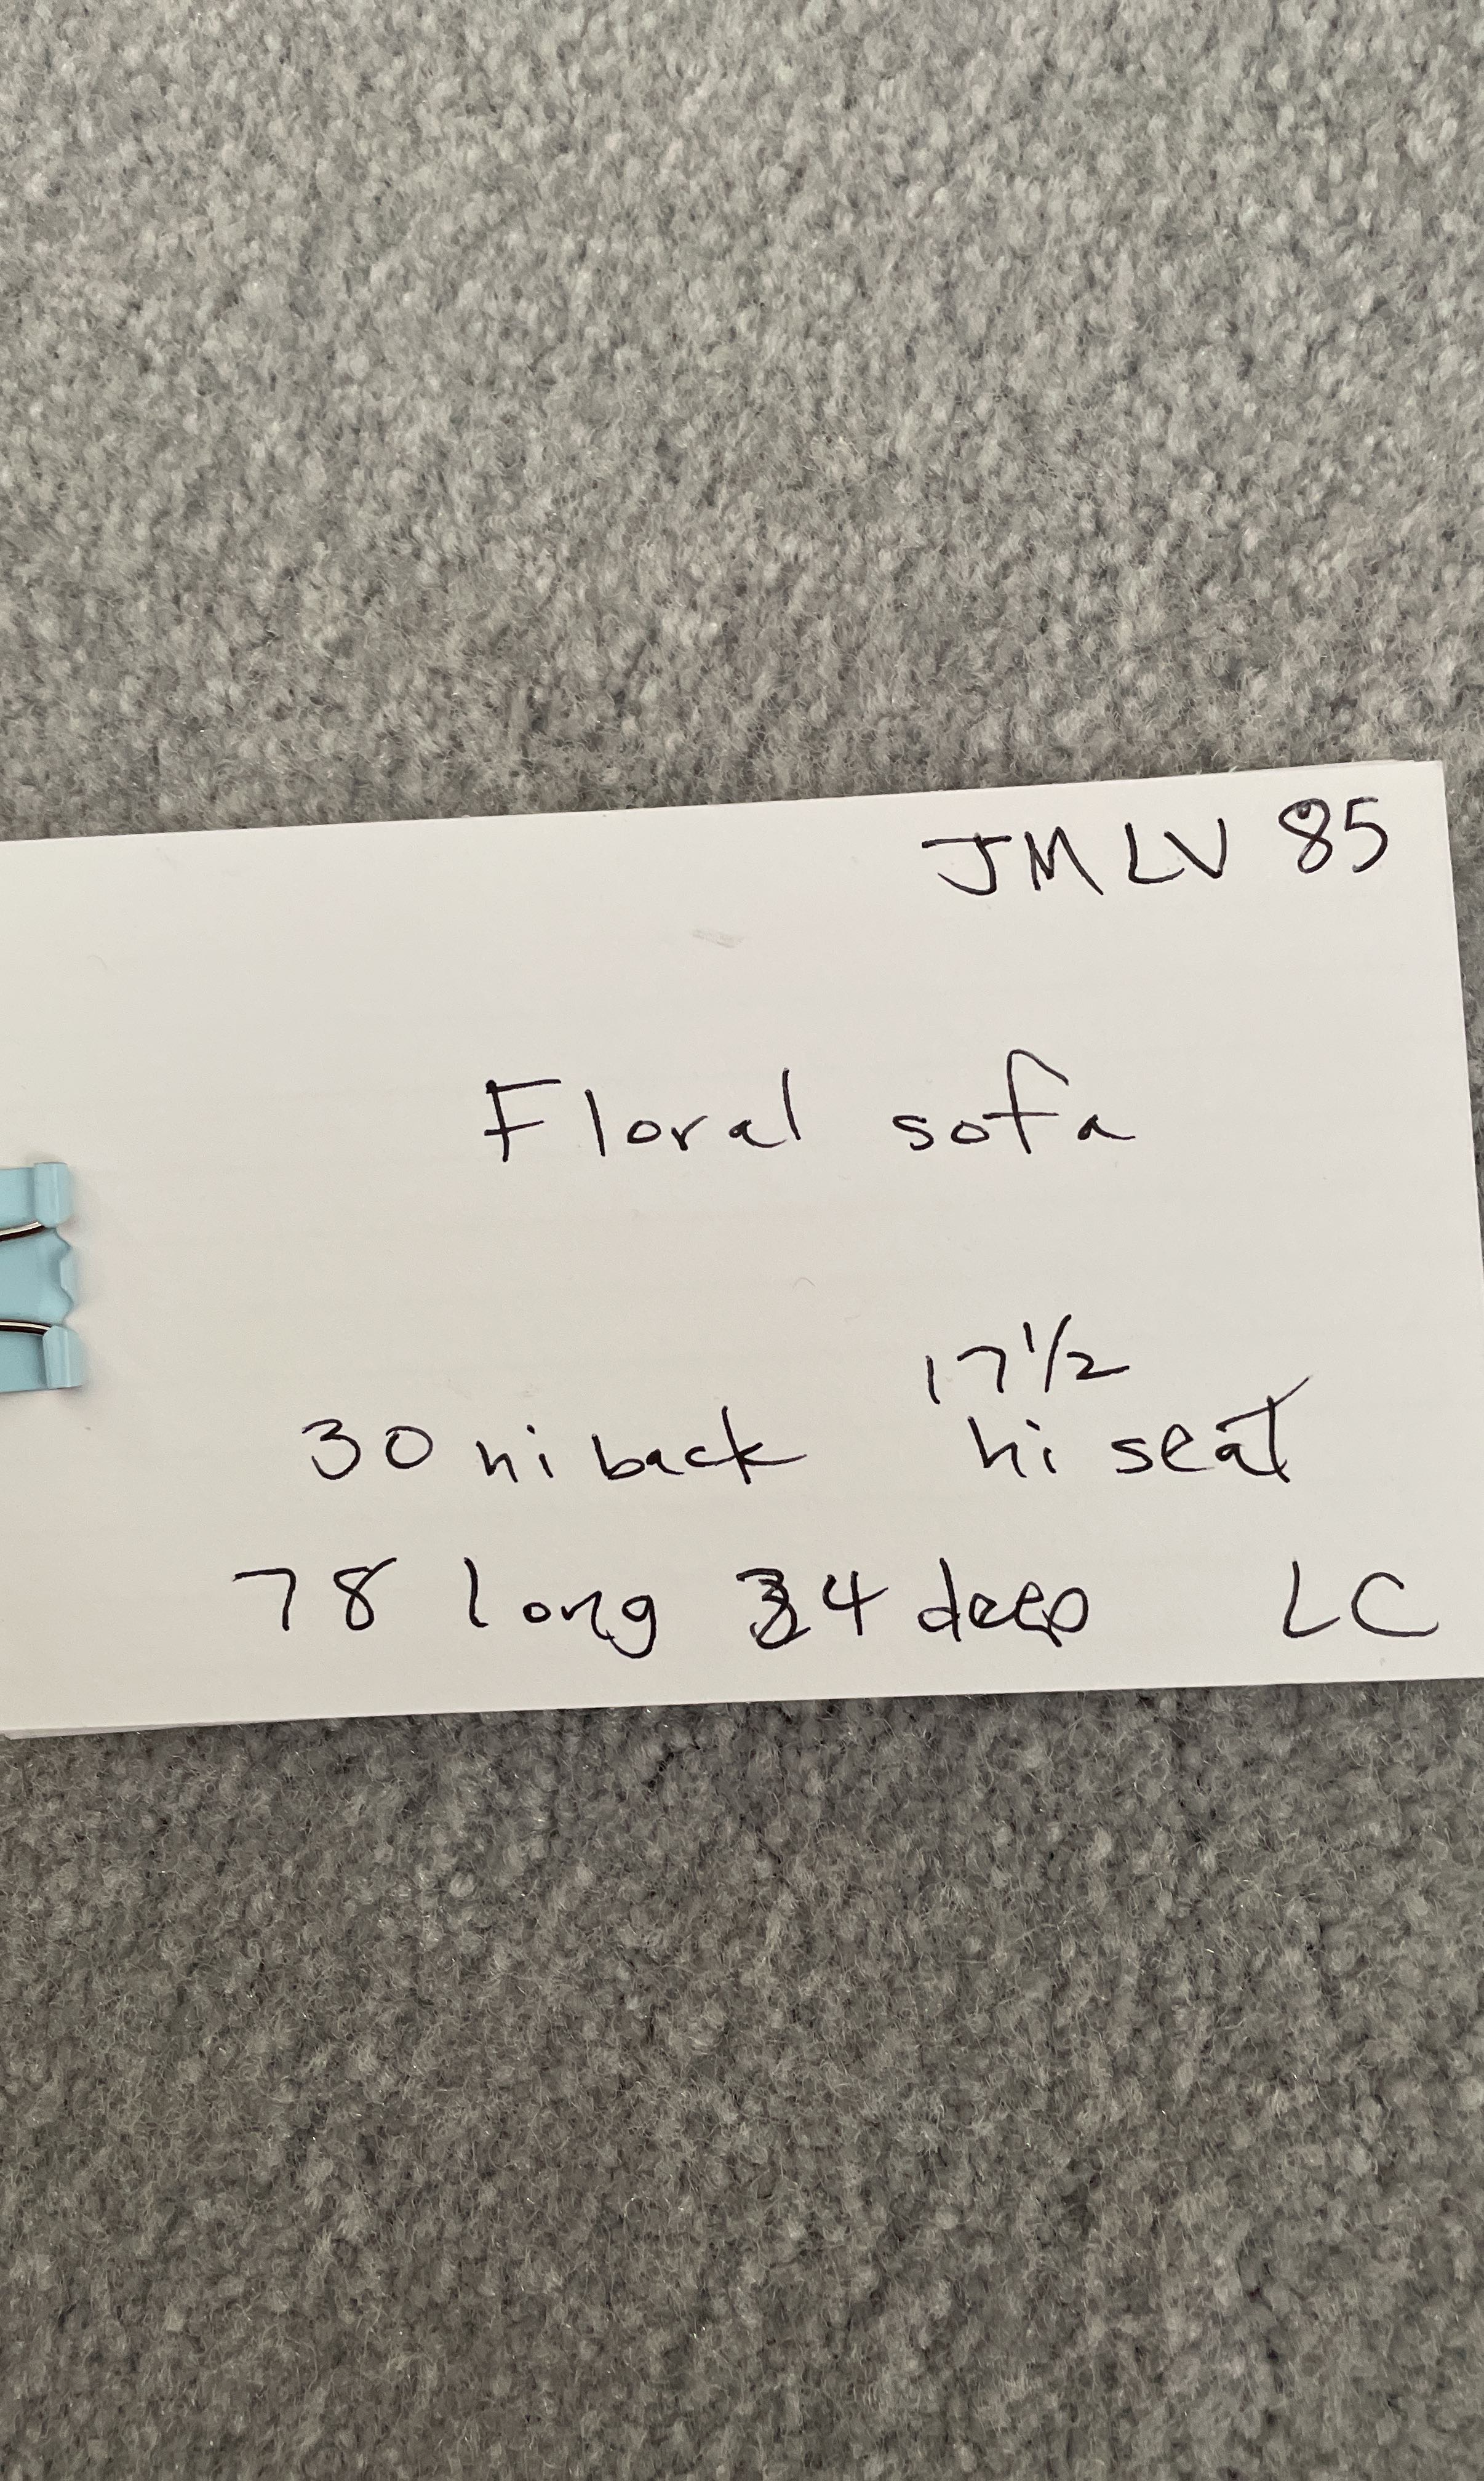 JMLV 85
Floral sofa
17 1/2
30 hi back hi seat
78 long 34 deep LC